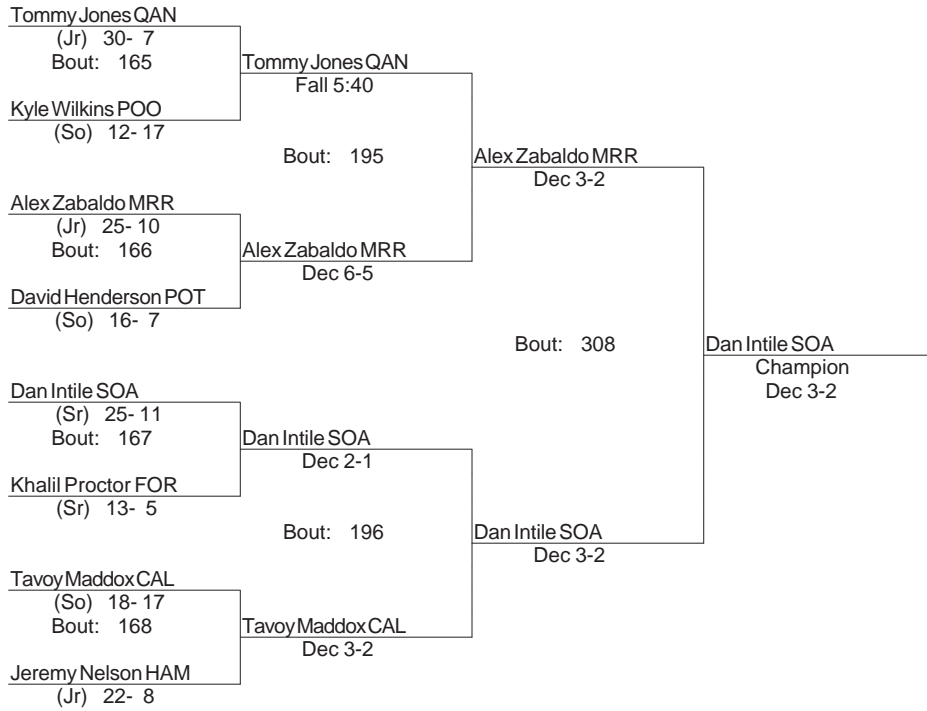 Tommy Jones QAN
(Jr) 30- 7
Bout: 165
Tommy Jones QAN
Fall 5:40
Kyle Wilkins POO
(So) 12- 17
Bout: 195
Alex Zabaldo MRR
Dec 3-2
Alex Zabaldo MRR
(Jr) 25- 10
Bout: 166
Alex Zabaldo MRR
Dec 6-5
David Henderson POT
(So) 16- 7
Bout: 308
Dan Intile SOA
Champion
Dec 3-2
Dan Intile SOA
(Sr) 25- 11
Bout: 167
Dan Intile SOA
Dec 2-1
Khalil Proctor FOR
(Sr) 13- 5
Bout: 196
Dan Intile SOA
Dec 3-2
Tavoy Maddox CAL
(So) 18- 17
Bout: 168
Tavoy Maddox CAL
Dec 3-2
Jeremy Nelson HAM
(Jr) 22- 8